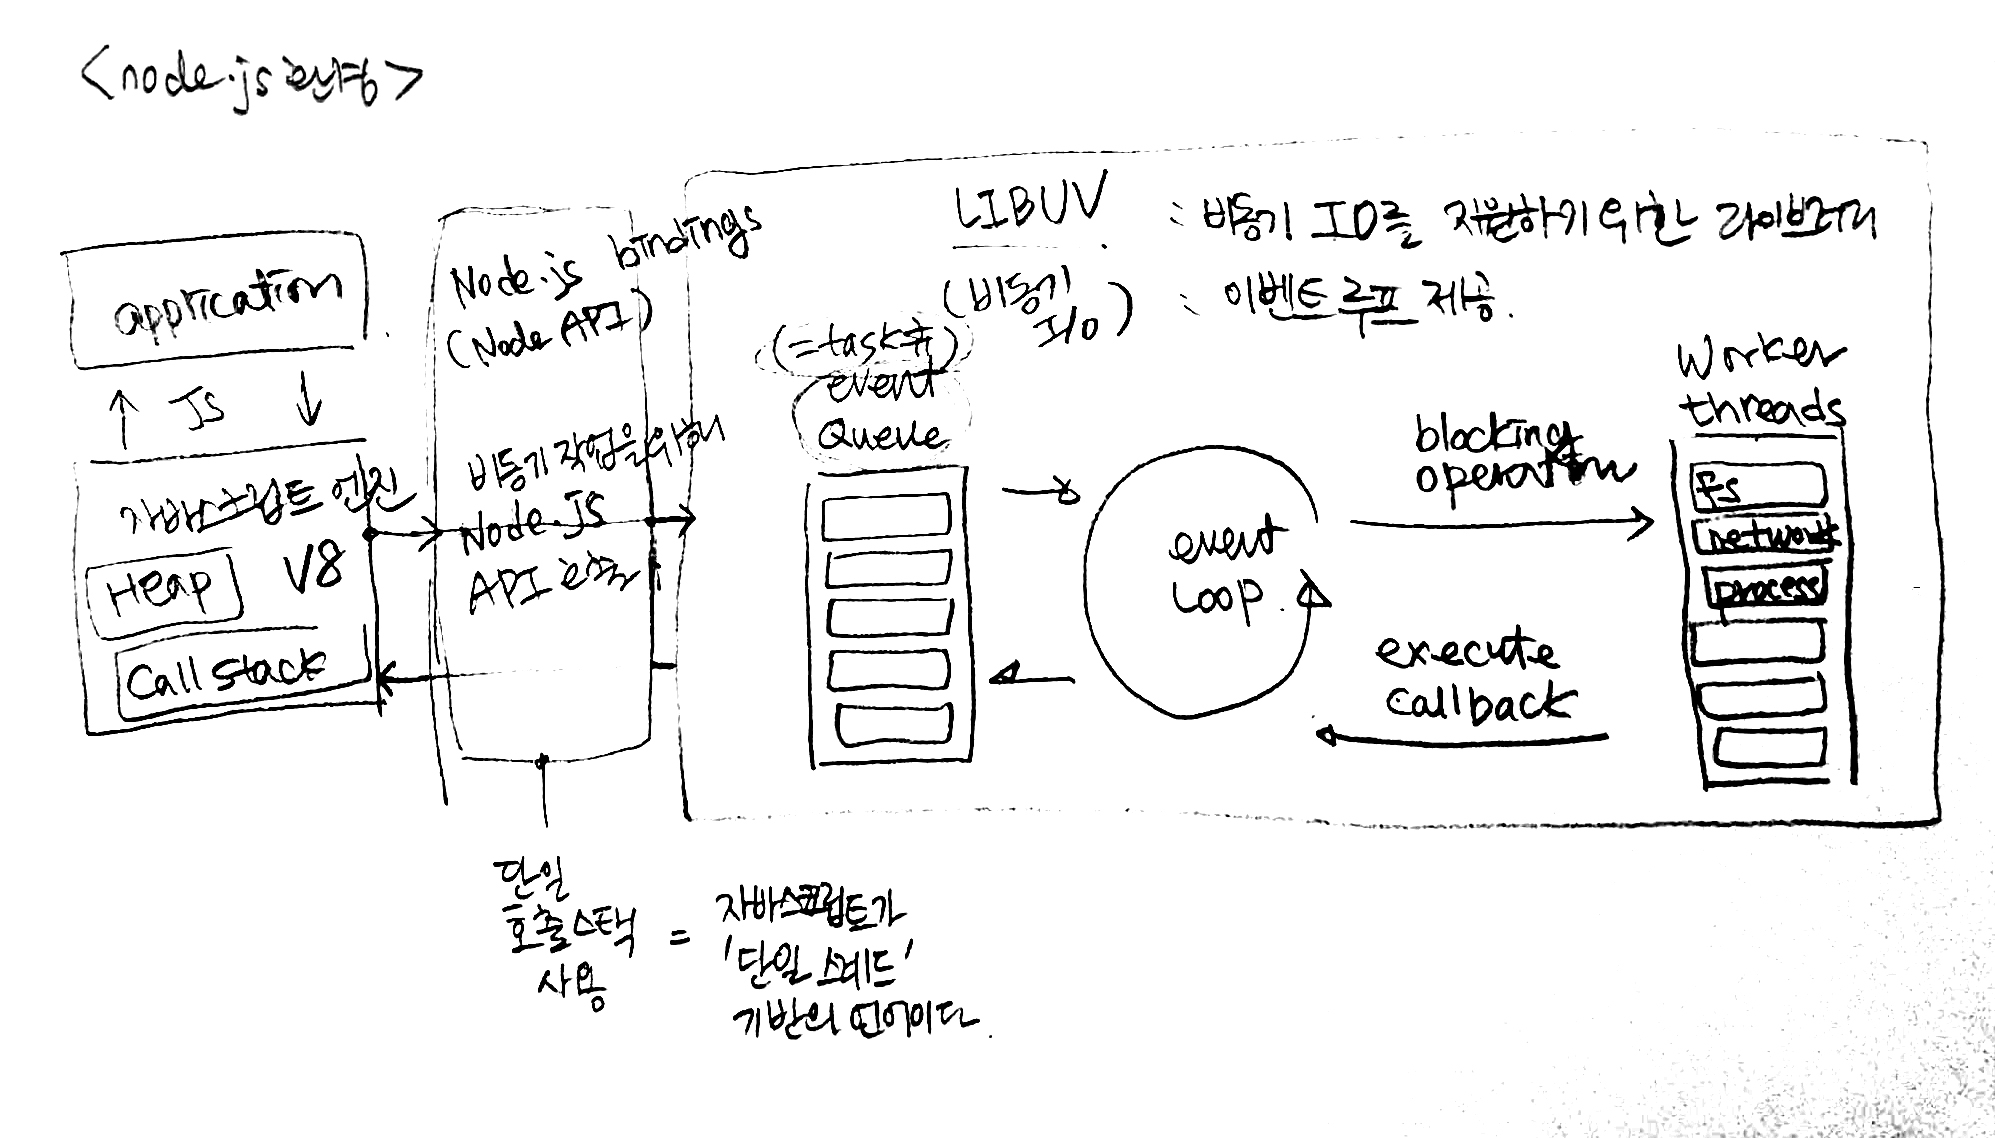 <node.js 환경>
application
JS
자바스크립트 엔진
V8
Heap
Call stack
Node.js bindings
(Node API)
비동기 작업을 위해
Node.JS
API 호출
단일
호출스택
사용
=
자바스크립트가
'단일 스레드'
기반의 언어이다.
LIBUV
(비동기
I/O)
: 비동기 IO를 지원하기 위한 라이브러리
: 이벤트 루프 제공.
(=task큐)
event
Queue
event
Loop.
blocking
operation
execute
callback
Worker
threads
fs
network
process